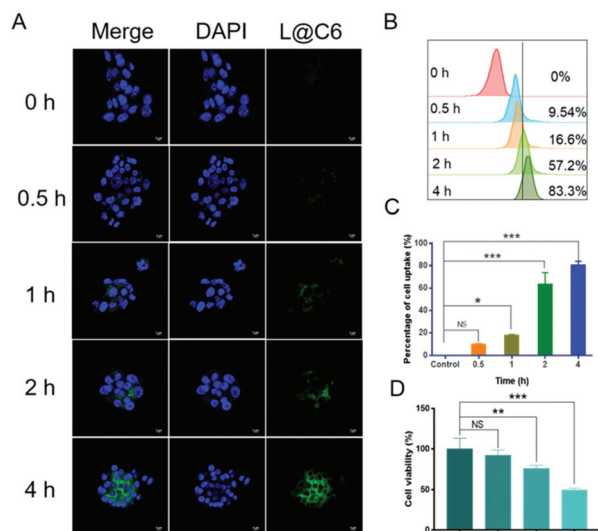 A
Merge DAPI L@C6
0 h
0.5 h
1 h
2 h
4 h
B
0 h 0%
0.5 h 9.54%
1 h 16.6%
2 h 57.2%
4 h 83.3%
C
Percentage of cell uptake (%)
100
80
60
40
20
0
NS
*
***
***
Control 0.5 1 2 4
Time (h)
D
Cell viability (%)
150
100
50
0
NS
**
***